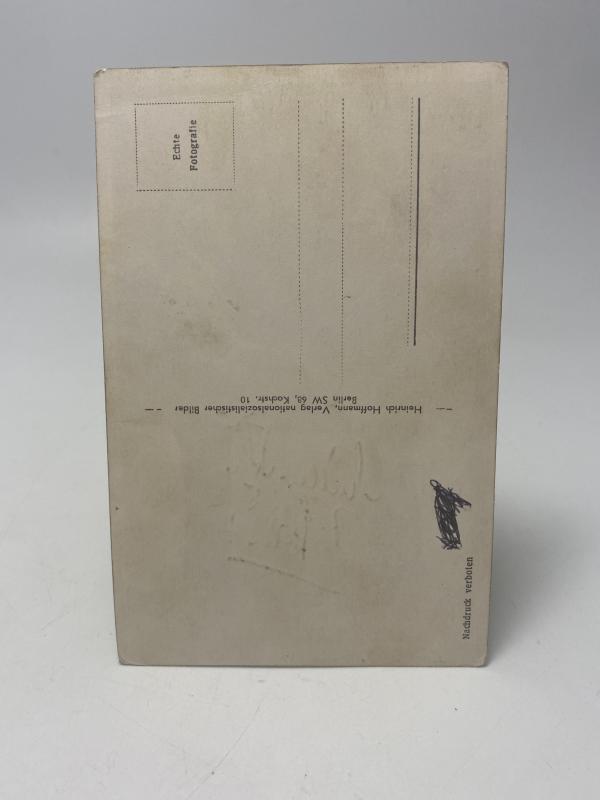 Echte
Fotografie
Heinrich Hoffmann, Verlag nationalsozialistischer Bilder
Berlin SW 68, Kochstr. 10
Nachdruck verboten